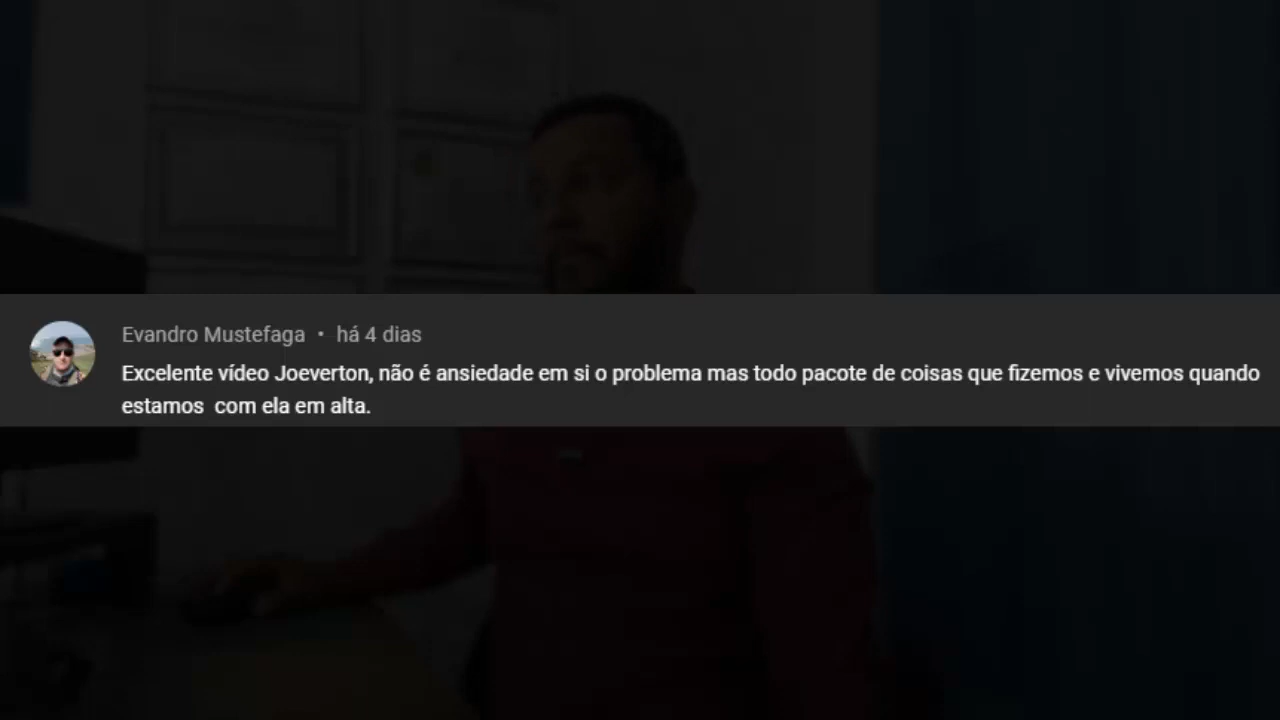 Evandro Mustefaga • há 4 dias
Excelente vídeo Joeverton, não é ansiedade em si o problema mas todo pacote de coisas que fizemos e vivemos quando
estamos com ela em alta.